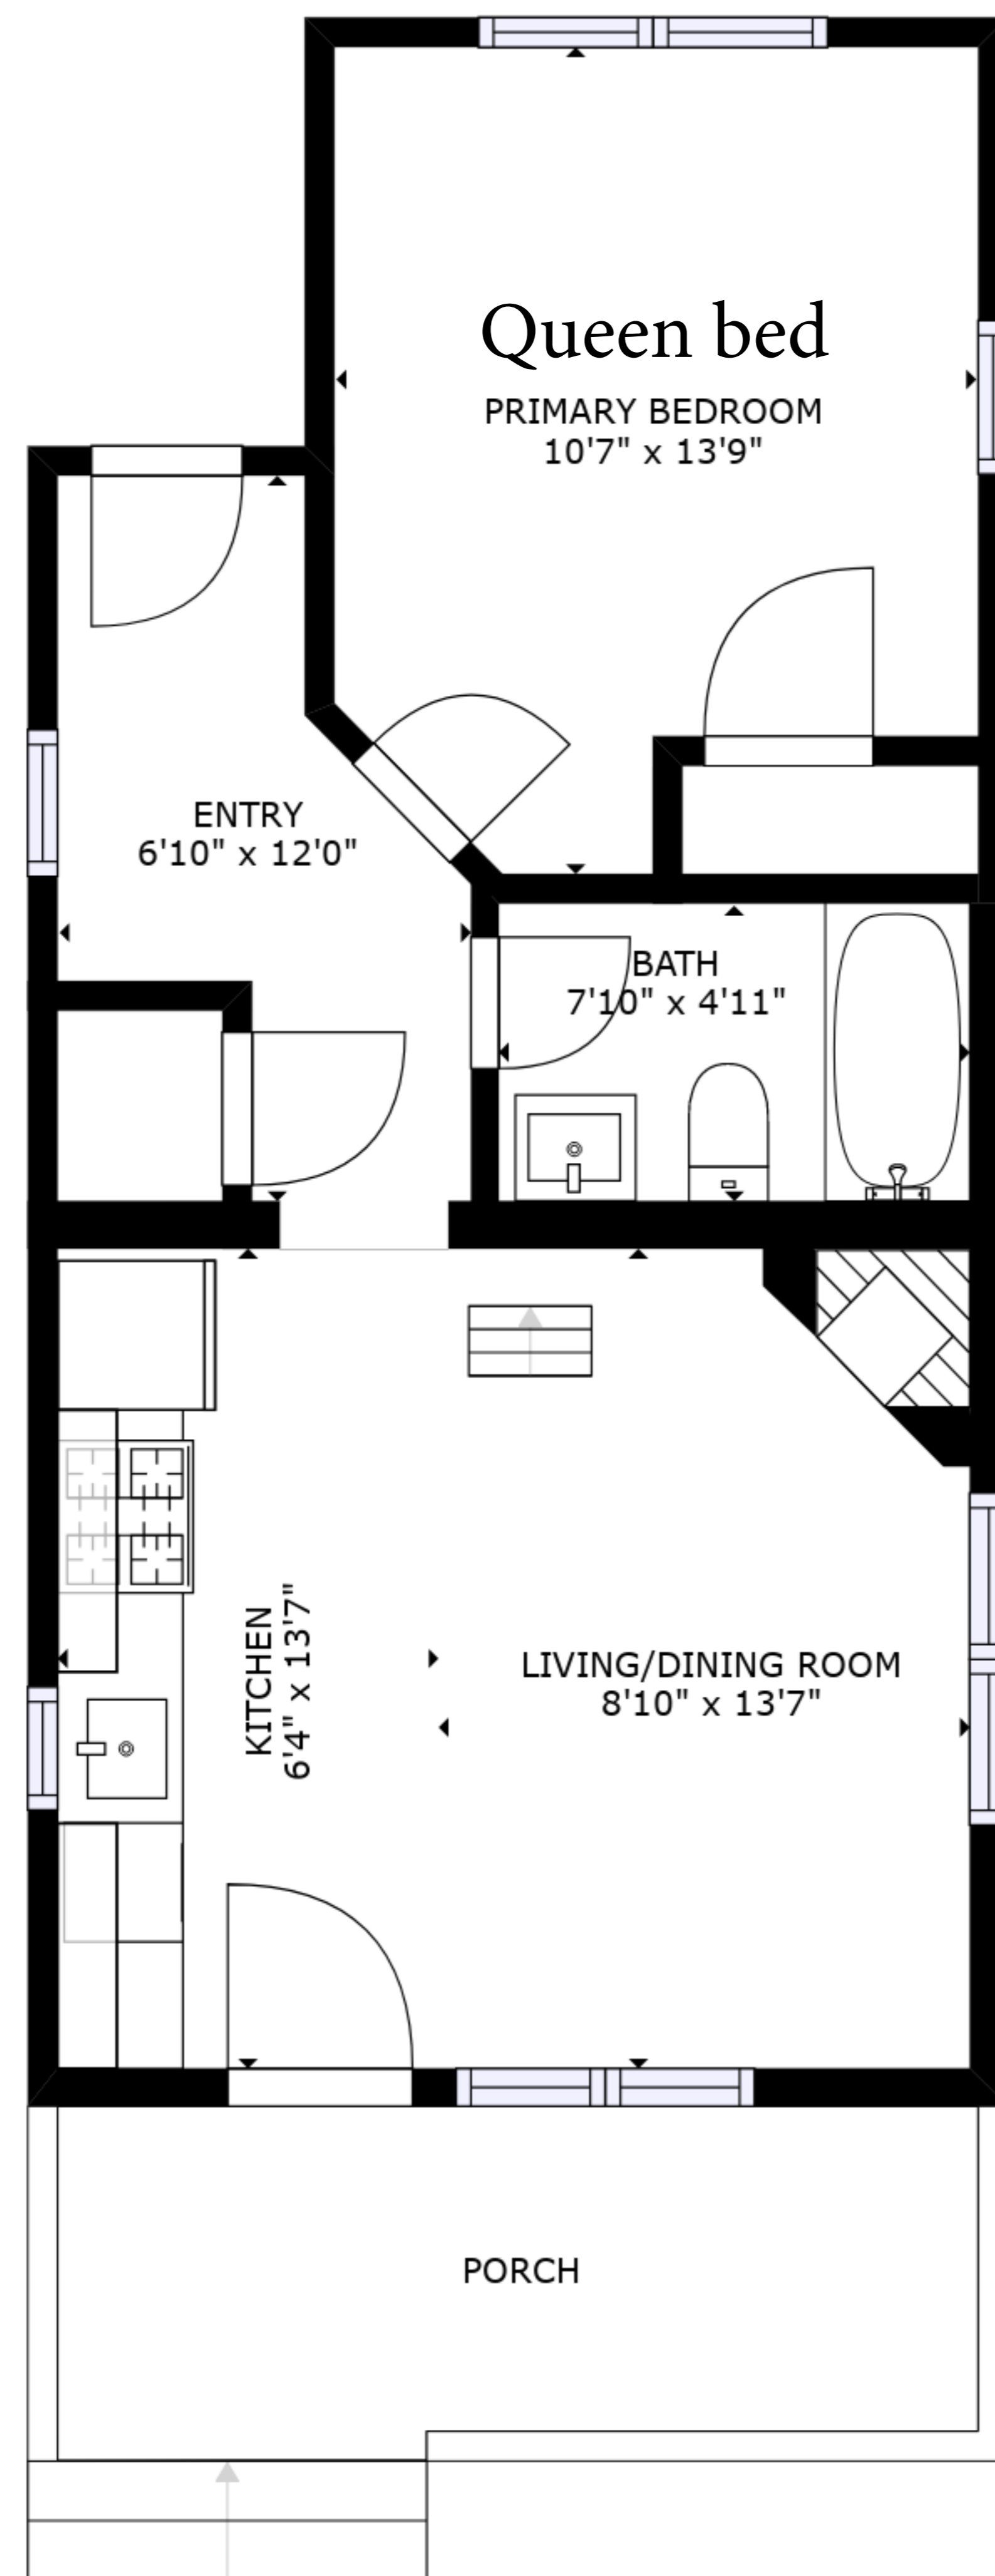 Queen bed
PRIMARY BEDROOM
10'7" x 13'9"
ENTRY
6'10" x 12'0"
BATH
7'10" x 4'11"
KITCHEN
6'4" x 13'7"
LIVING/DINING ROOM
8'10" x 13'7"
PORCH